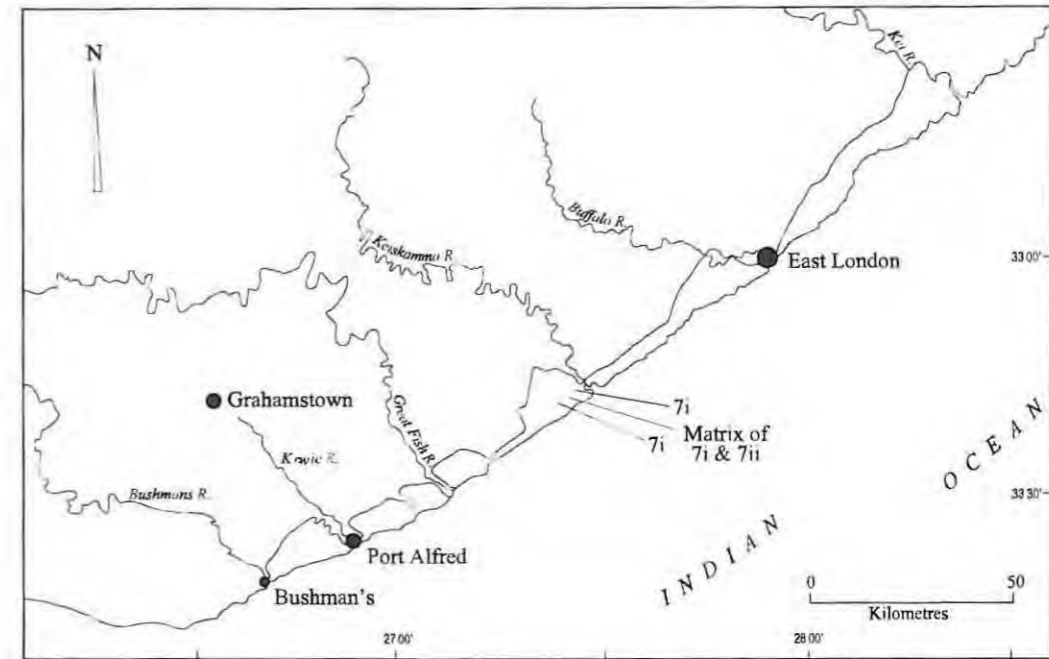 N
Kei R.
Buffalo R.
East London
33 00'
Keiskamma R
Grahamstown
7i
Great Fish R.
Matrix of
7i & 7ii
7i
Kowie R.
Bushmans R.
33 30'
Port Alfred
Bushman's
INDIAN OCEAN
0 50
Kilometres
27 00'
28 00'